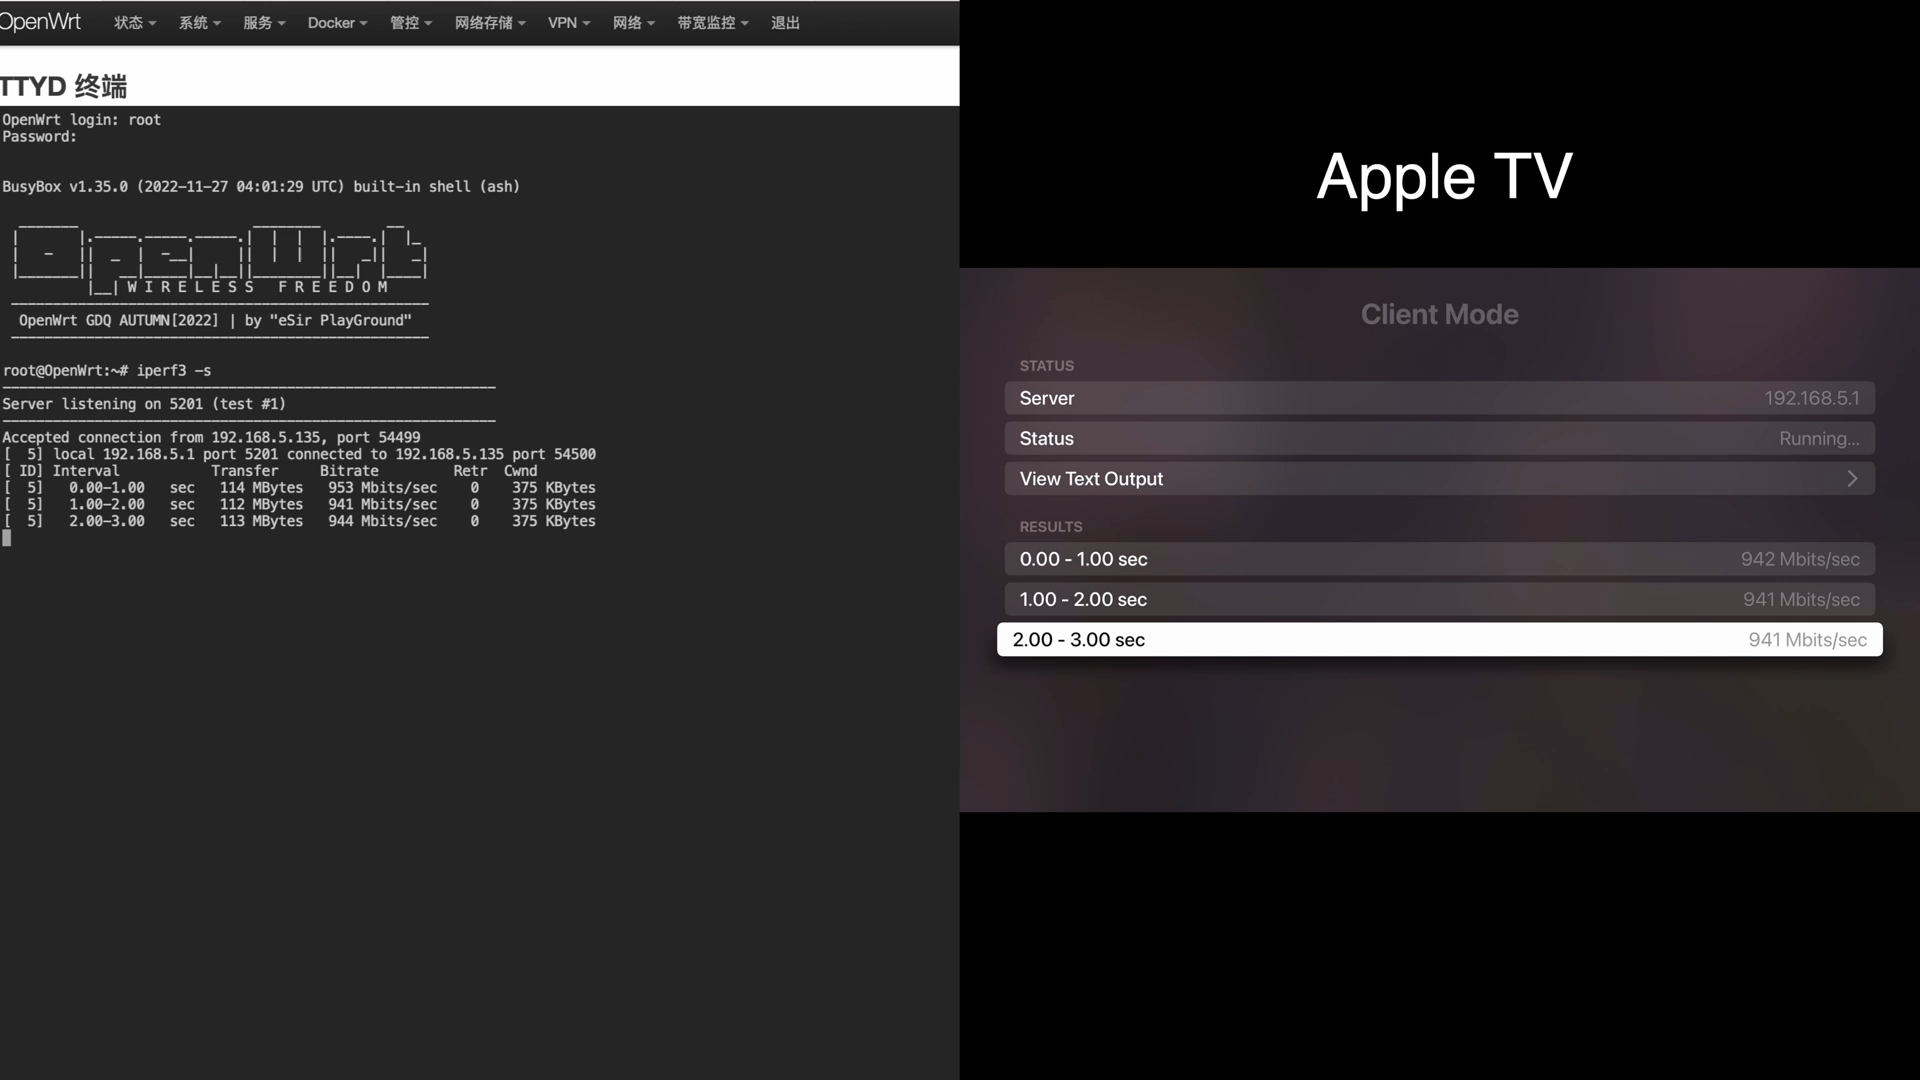 OpenWrt 状态 系统 服务 Docker 管控 网络存储 VPN 网络 带宽监控 退出
TTYD 终端
OpenWrt login: root
Password:
BusyBox v1.35.0 (2022-11-27 04:01:29 UTC) built-in shell (ash)
OpenWrt
W I R E L E S S   F R E E D O M
OpenWrt GDQ AUTUMN[2022] | by "eSir PlayGround"
root@OpenWrt:~# iperf3 -s
Server listening on 5201 (test #1)
Accepted connection from 192.168.5.135, port 54499
[  5] local 192.168.5.1 port 5201 connected to 192.168.5.135 port 54500
[ ID] Interval           Transfer     Bitrate         Retr  Cwnd
[  5]   0.00-1.00   sec   114 MBytes   953 Mbits/sec    0    375 KBytes
[  5]   1.00-2.00   sec   112 MBytes   941 Mbits/sec    0    375 KBytes
[  5]   2.00-3.00   sec   113 MBytes   944 Mbits/sec    0    375 KBytes
Apple TV
Client Mode
STATUS
Server 192.168.5.1
Status Running...
View Text Output
RESULTS
0.00 - 1.00 sec 942 Mbits/sec
1.00 - 2.00 sec 941 Mbits/sec
2.00 - 3.00 sec 941 Mbits/sec